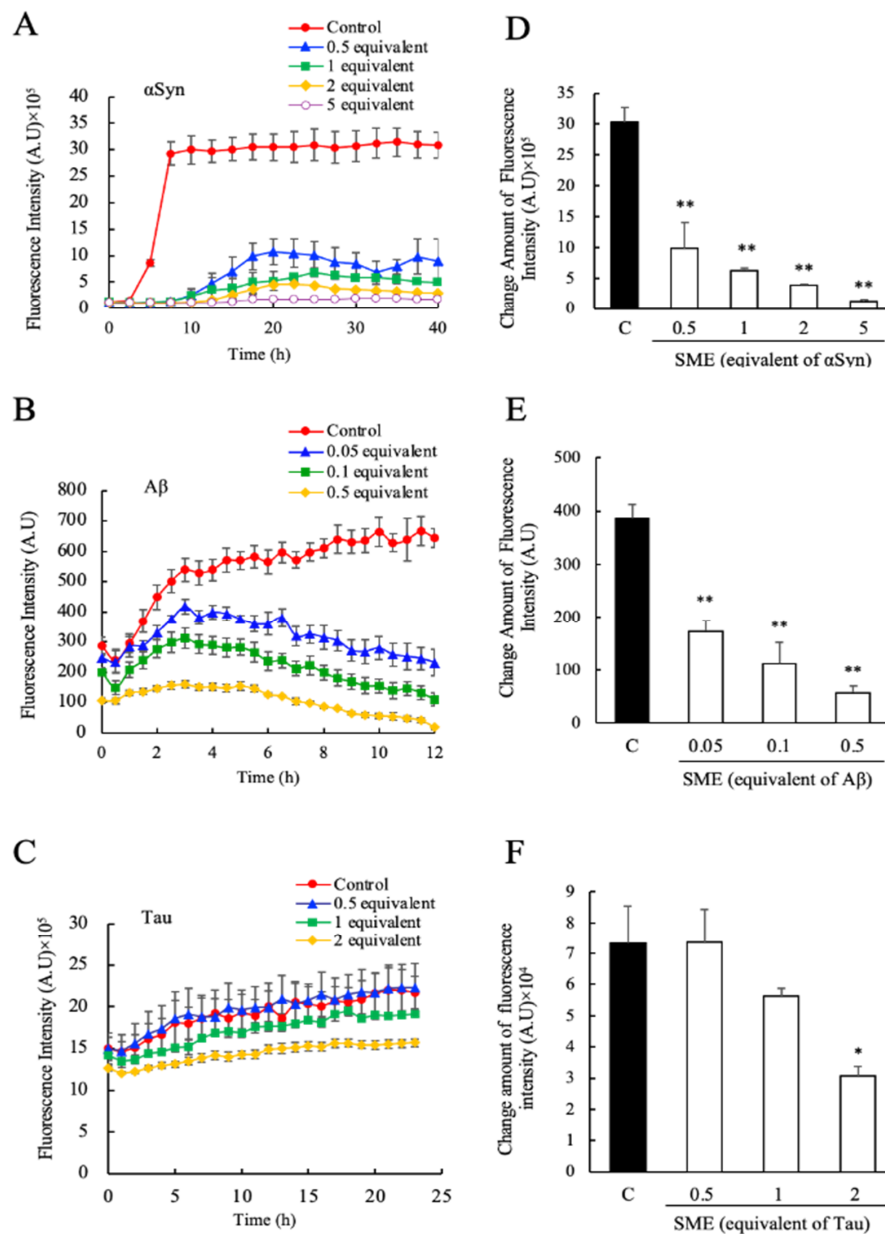 A
Control
0.5 equivalent
1 equivalent
2 equivalent
5 equivalent
αSyn
Fluorescence Intensity (A.U)×10⁵
40
35
30
25
20
15
10
5
0
0 10 20 30 40
Time (h)
D
Change Amount of Fluorescence
Intensity (A.U)×10⁵
35
30
25
20
15
10
5
0
**
**
**
**
C 0.5 1 2 5
SME (eqivalent of αSyn)
B
Control
0.05 equivalent
0.1 equivalent
0.5 equivalent
Aβ
Fluorescence Intensity (A.U)
800
700
600
500
400
300
200
100
0
0 2 4 6 8 10 12
Time (h)
E
Change Amount of Fluorescence
Intensity (A.U)
500
400
300
200
100
0
**
**
**
C 0.05 0.1 0.5
SME (equivalent of Aβ)
C
Control
0.5 equivalent
1 equivalent
2 equivalent
Tau
Fluorescence Intensity (A.U)×10⁵
30
25
20
15
10
5
0
0 5 10 15 20 25
Time (h)
F
Change amount of fluorescence
intensity (A.U)×10⁴
9
8
7
6
5
4
3
2
1
0
*
C 0.5 1 2
SME (equivalent of Tau)